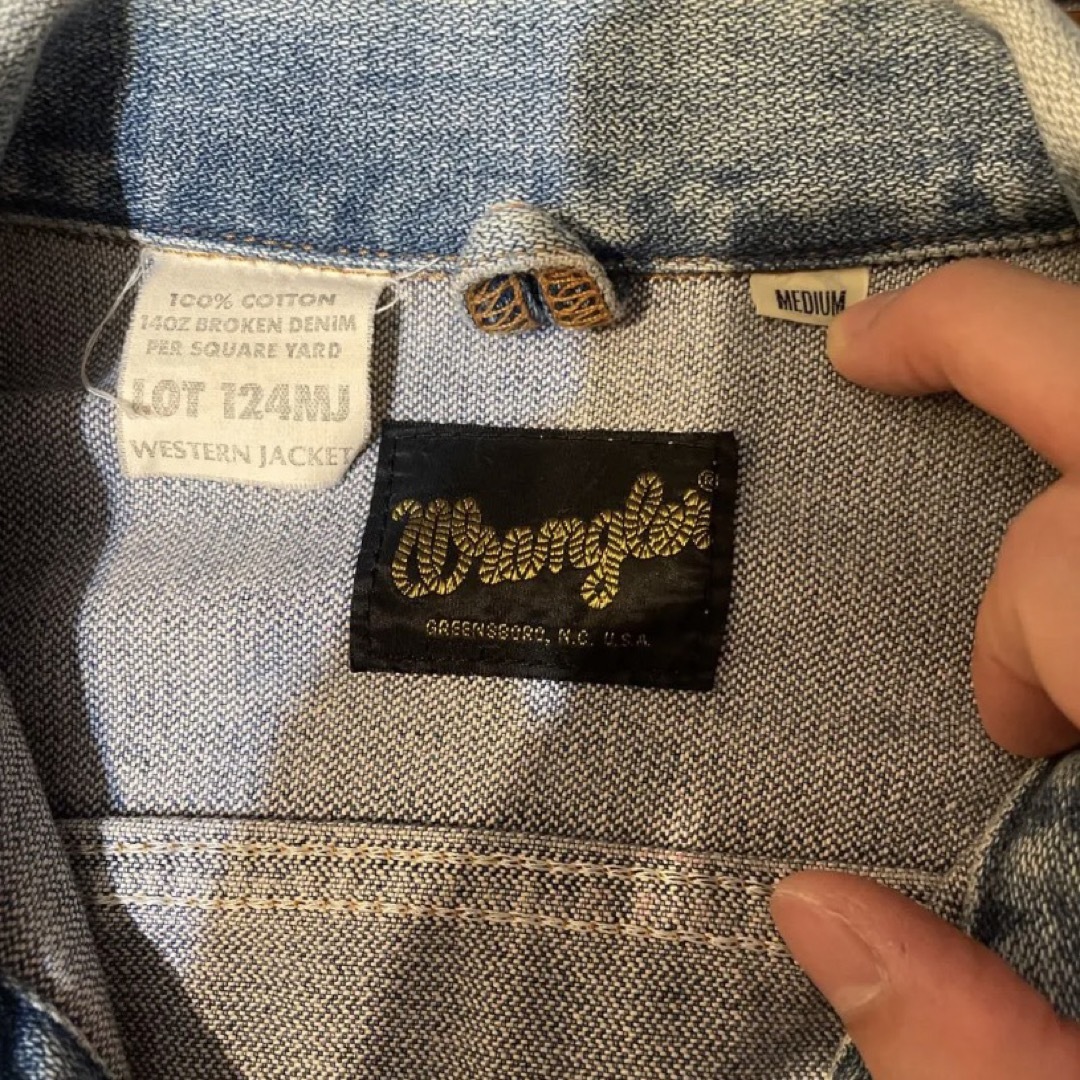 100% COTTON
14OZ BROKEN DENIM
PER SQUARE YARD
LOT 124MJ
WESTERN JACKET
MEDIUM
Wrangler®
GREENSBORO, N.C. U.S.A.